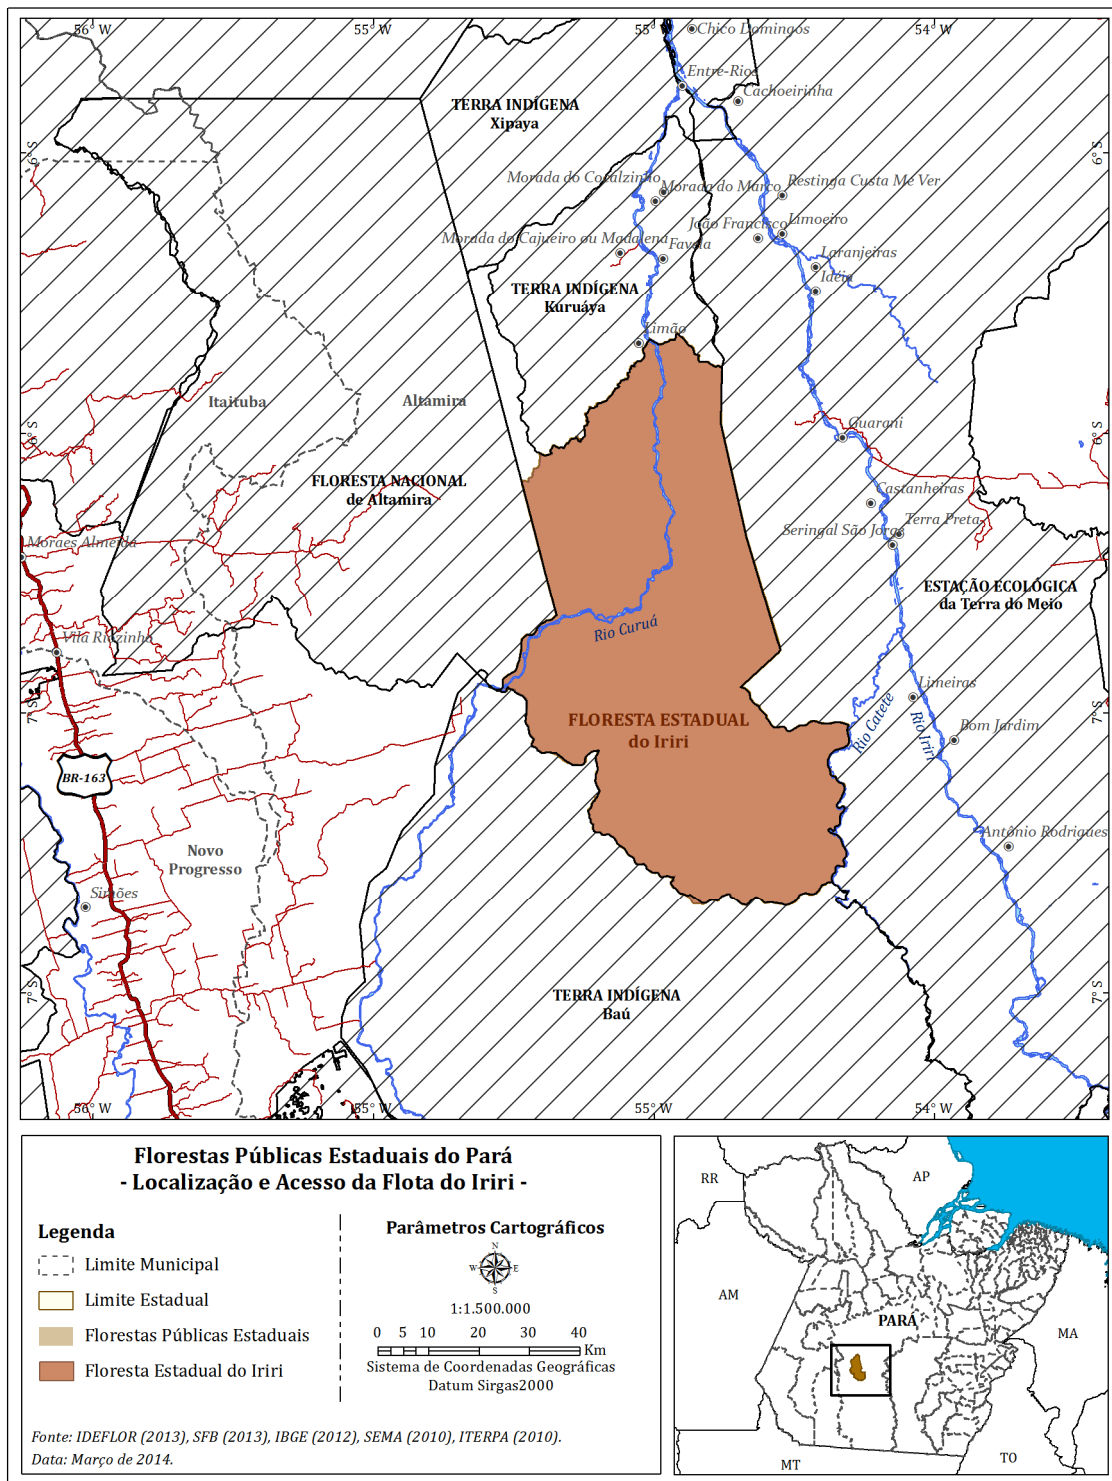 56° W
55° W
55° W
54° W
Chico Domingos
Entre-Rios
Cachoeirinha
TERRA INDÍGENA
Xipaya
6° S
6° S
Morada do Cocalzinho
Morada do Marco
Restinga Custa Me Ver
João Francisco
Limoeiro
Morada do Cajueiro ou Madalena
Favela
Laranjeiras
Idéia
TERRA INDÍGENA
Kuruáya
Limão
Itaituba
Altamira
6° S
6° S
Guarani
FLORESTA NACIONAL
de Altamira
Castanheiras
Terra Preta
Seringal São Jorge
Moraes Almeida
ESTAÇÃO ECOLÓGICA
da Terra do Meio
Rio Curuá
Vila Riozinho
Limeiras
7° S
7° S
FLORESTA ESTADUAL
do Iriri
Rio Catete
Rio Iriri
Bom Jardim
BR-163
Novo
Progresso
Antônio Rodrigues
Simões
TERRA INDÍGENA
Baú
7° S
7° S
56° W
55° W
55° W
54° W
Florestas Públicas Estaduais do Pará
- Localização e Acesso da Flota do Iriri -
Legenda
Limite Municipal
Limite Estadual
Florestas Públicas Estaduais
Floresta Estadual do Iriri
Parâmetros Cartográficos
N
W E
S
1:1.500.000
0 5 10 20 30 40
Km
Sistema de Coordenadas Geográficas
Datum Sirgas2000
Fonte: IDEFLOR (2013), SFB (2013), IBGE (2012), SEMA (2010), ITERPA (2010).
Data: Março de 2014.
RR
AP
AM
PARÁ
MA
MT
TO